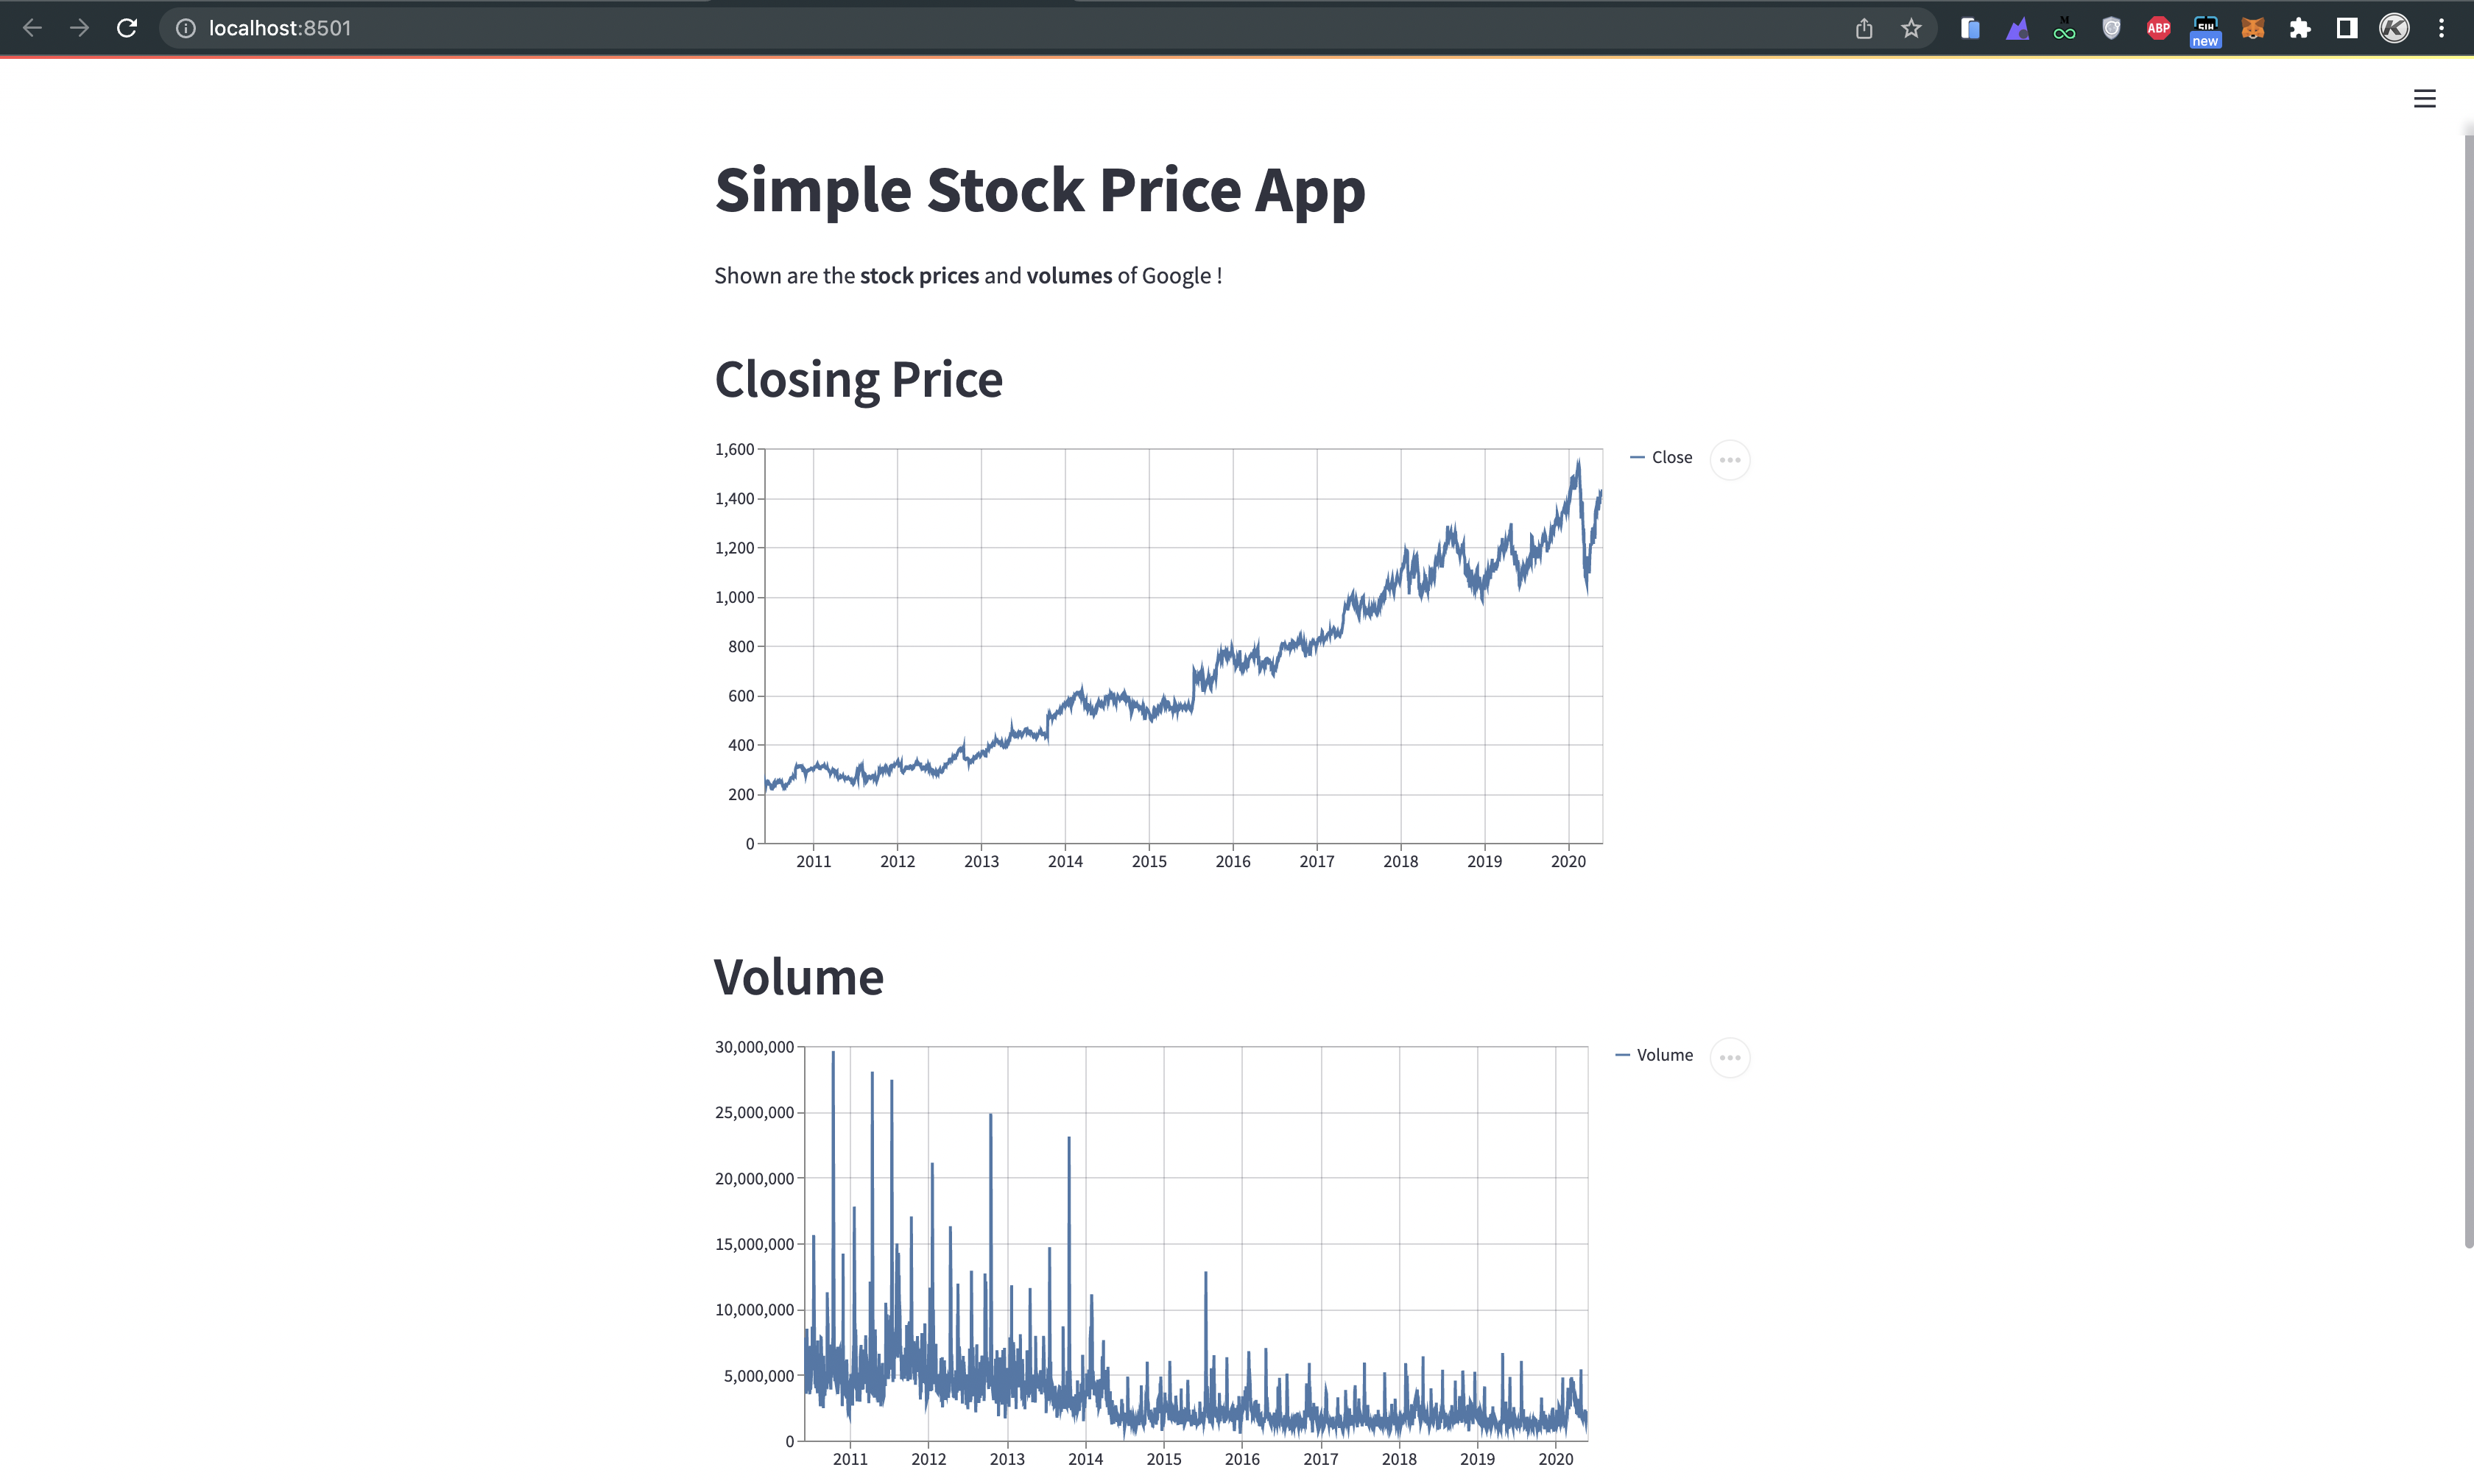 localhost:8501
M
ABP
new
K
Simple Stock Price App
Shown are the stock prices and volumes of Google !
Closing Price
1,600
1,400
1,200
1,000
800
600
400
200
0
2011 2012 2013 2014 2015 2016 2017 2018 2019 2020
Close
Volume
30,000,000
25,000,000
20,000,000
15,000,000
10,000,000
5,000,000
0
2011 2012 2013 2014 2015 2016 2017 2018 2019 2020
Volume